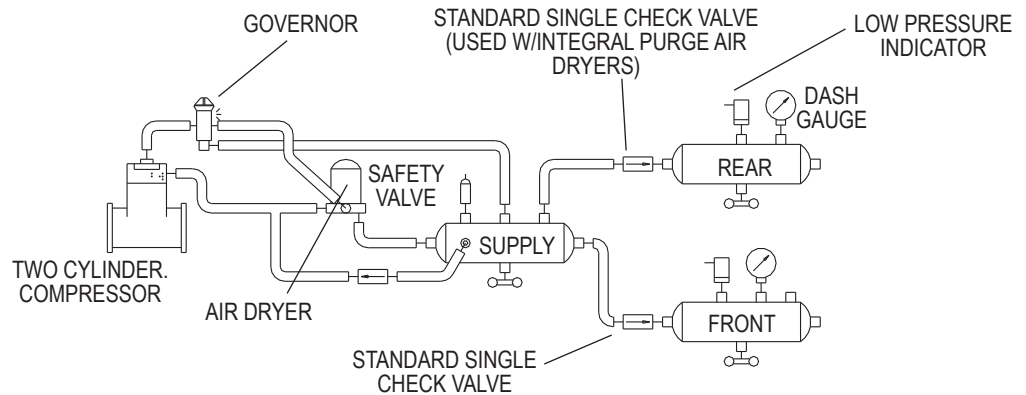 GOVERNOR
STANDARD SINGLE CHECK VALVE
(USED W/INTEGRAL PURGE AIR
DRYERS)
LOW PRESSURE
INDICATOR
DASH
GAUGE
REAR
SAFETY
VALVE
SUPPLY
TWO CYLINDER.
COMPRESSOR
AIR DRYER
FRONT
STANDARD SINGLE
CHECK VALVE